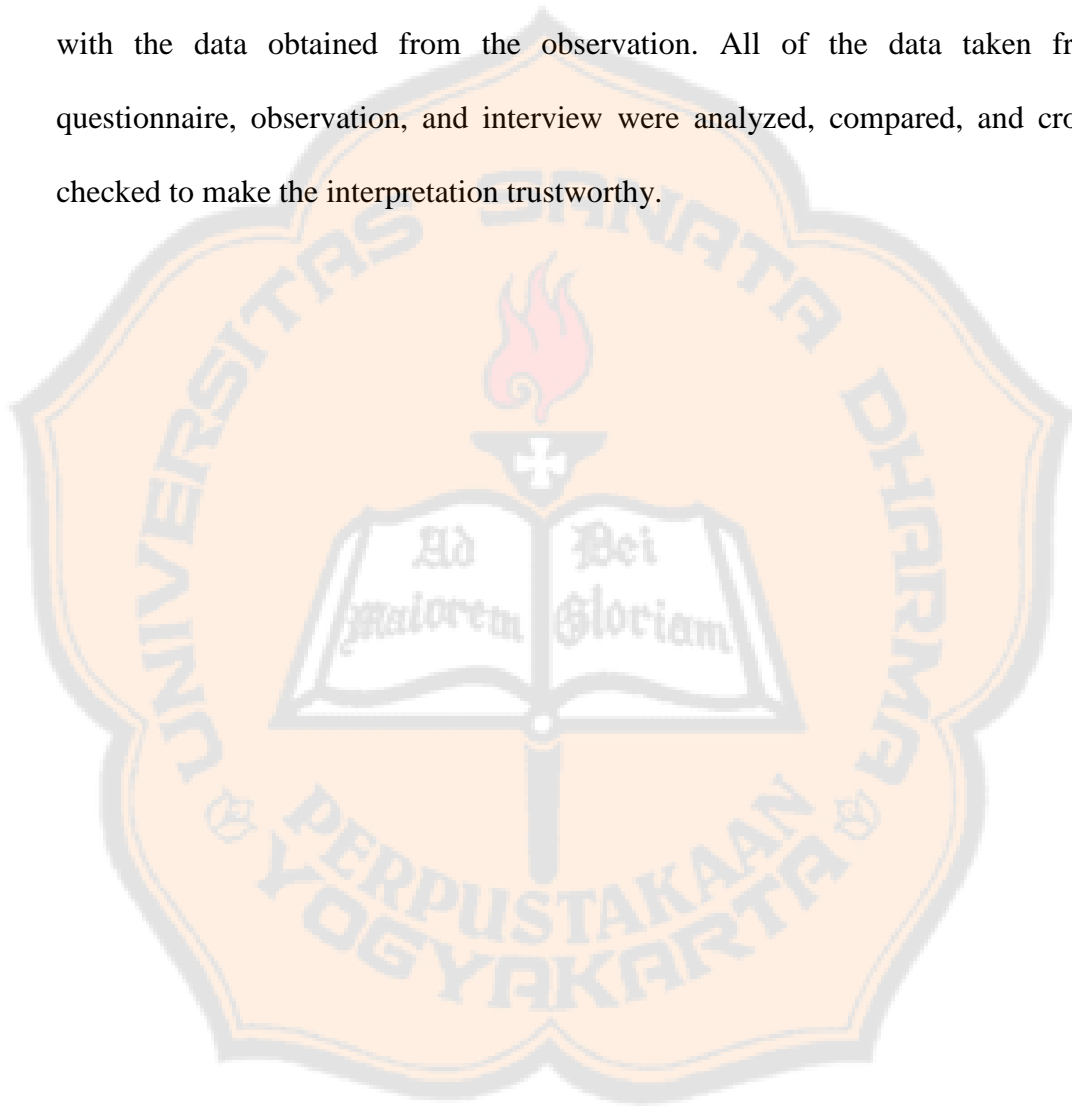 with the data obtained from the observation. All of the data taken fr
questionnaire, observation, and interview were analyzed, compared, and cro
checked to make the interpretation trustworthy.
UNIVERSITAS SANATA DHARMA
Ad Dei
Maiorem Gloriam
PERPUSTAKAAN
YOGYAKARTA